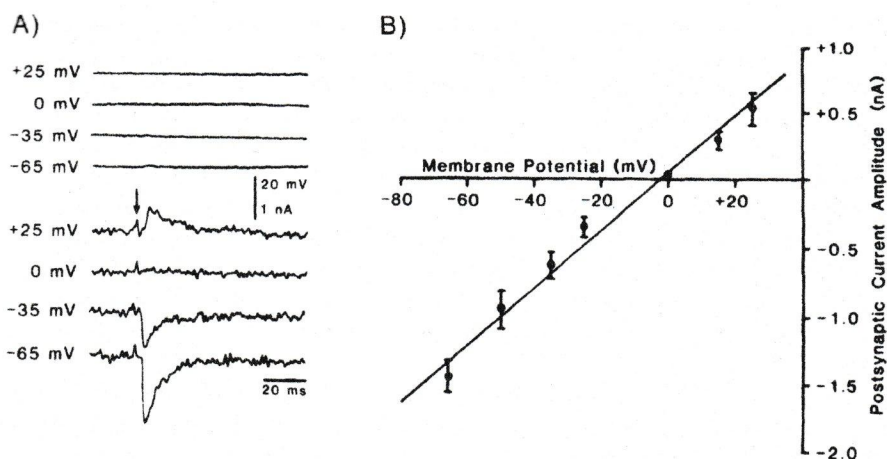 A)
+25 mV
0 mV
-35 mV
-65 mV
20 mV
1 nA
+25 mV
0 mV
-35 mV
-65 mV
20 ms
B)
+1.0
+0.5
Membrane Potential (mV)
-80 -60 -40 -20 0 +20
-0.5
-1.0
-1.5
-2.0
Postsynaptic Current Amplitude (nA)